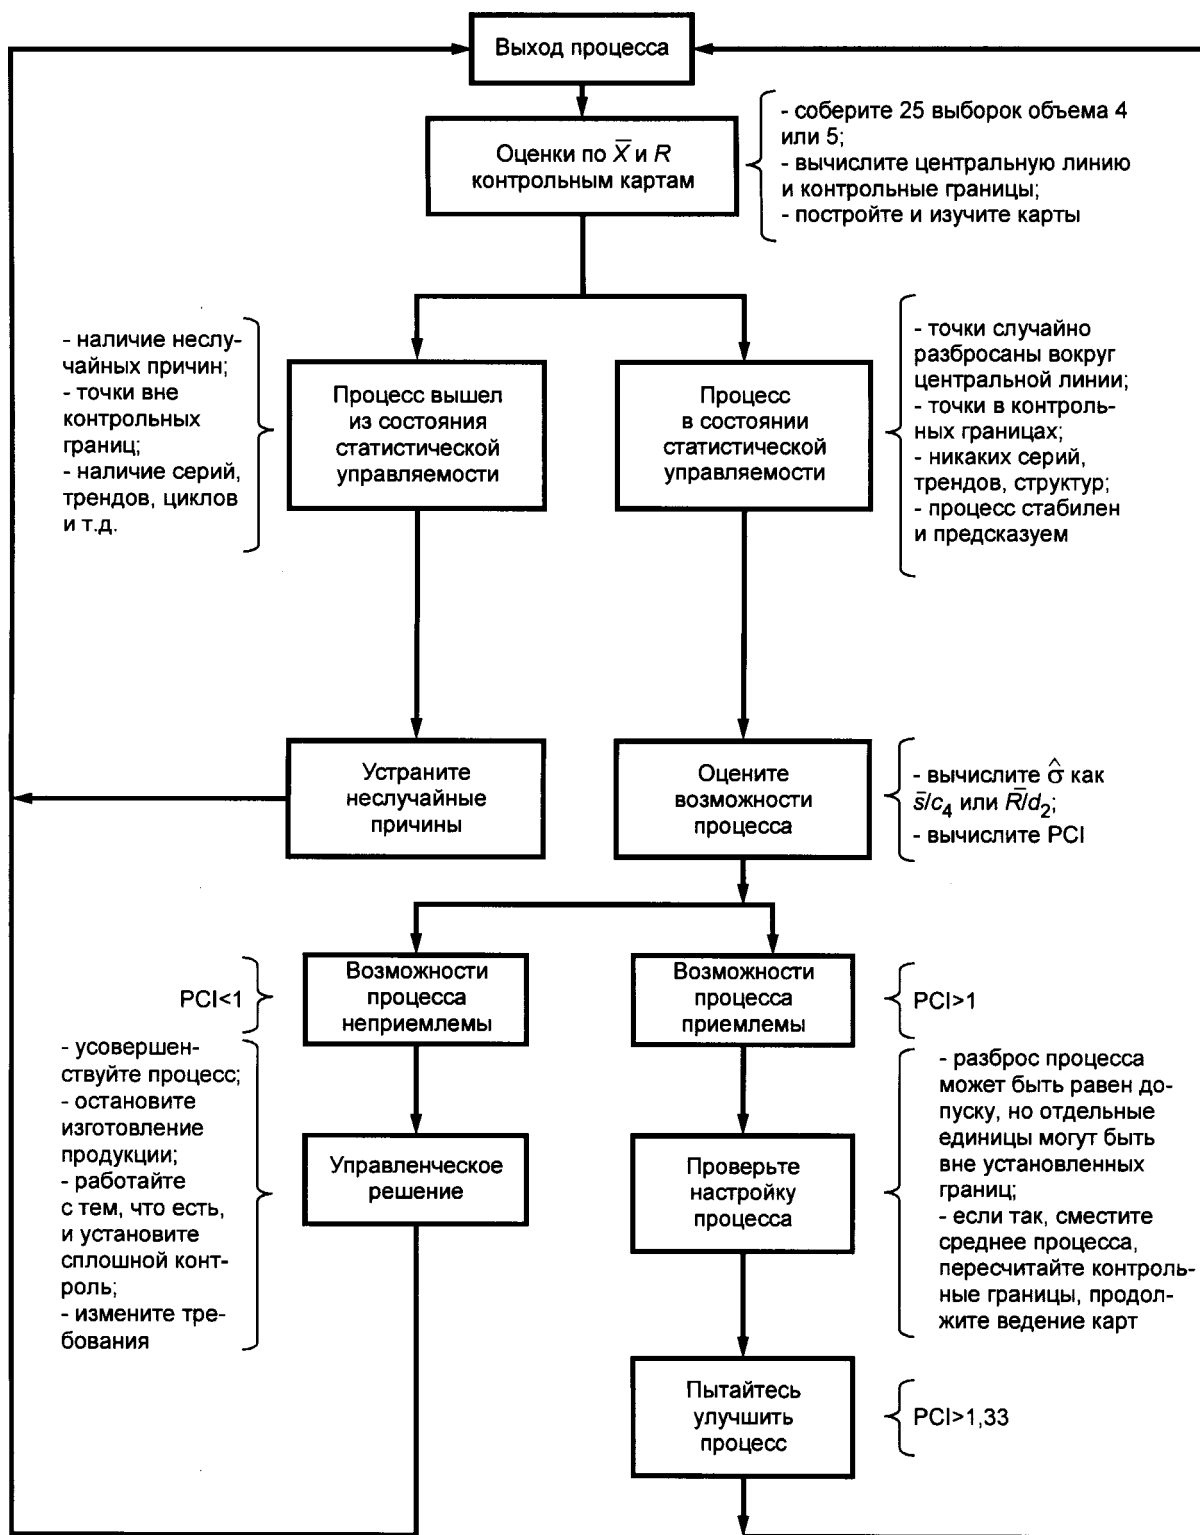 Выход процесса
Оценки по X̅ и R
контрольным картам
- соберите 25 выборок объема 4
или 5;
- вычислите центральную линию
и контрольные границы;
- постройте и изучите карты
- наличие неслу-
чайных причин;
- точки вне
контрольных
границ;
- наличие серий,
трендов, циклов
и т.д.
Процесс вышел
из состояния
статистической
управляемости
Процесс
в состоянии
статистической
управляемости
- точки случайно
разбросаны вокруг
центральной линии;
- точки в контроль-
ных границах;
- никаких серий,
трендов, структур;
- процесс стабилен
и предсказуем
Устраните
неслучайные
причины
Оцените
возможности
процесса
- вычислите σ̂ как
s̅/c₄ или R̅/d₂;
- вычислите PCI
PCI<1
Возможности
процесса
неприемлемы
Возможности
процесса
приемлемы
PCI>1
- усовершен-
ствуйте процесс;
- остановите
изготовление
продукции;
- работайте
с тем, что есть,
и установите
сплошной конт-
роль;
- измените тре-
бования
Управленческое
решение
Проверьте
настройку
процесса
- разброс процесса
может быть равен до-
пуску, но отдельные
единицы могут быть
вне установленных
границ;
- если так, сместите
среднее процесса,
пересчитайте контроль-
ные границы, продол-
жите ведение карт
Пытайтесь
улучшить
процесс
PCI>1,33